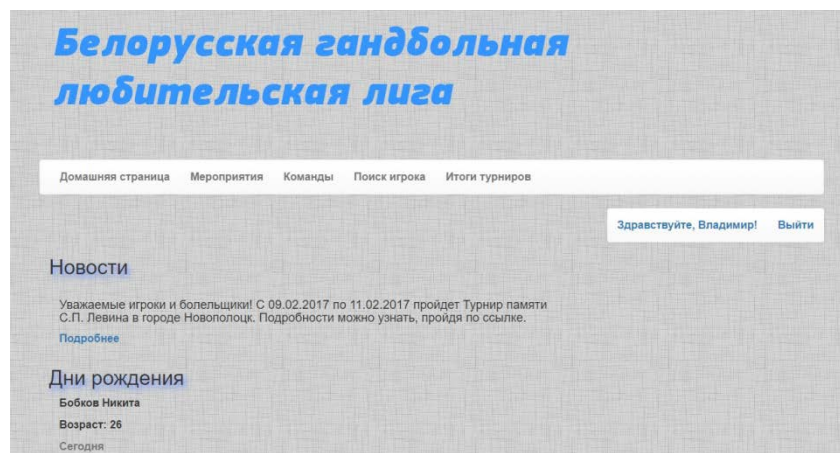 Белорусская гандбольная
любительская лига
Домашняя страница Мероприятия Команды Поиск игрока Итоги турниров
Здравствуйте, Владимир! Выйти
Новости
Уважаемые игроки и болельщики! С 09.02.2017 по 11.02.2017 пройдет Турнир памяти
С.П. Левина в городе Новополоцк. Подробности можно узнать, пройдя по ссылке.
Подробнее
Дни рождения
Бобков Никита
Возраст: 26
Сегодня